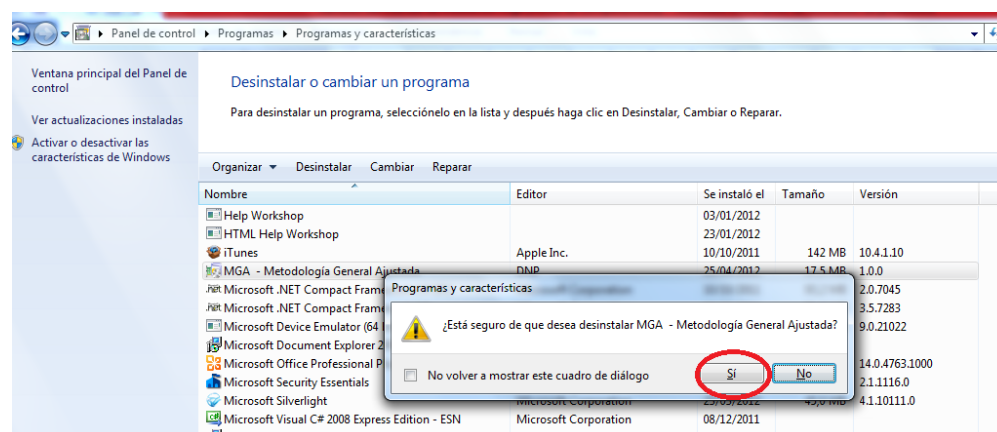 Panel de control ▸ Programas ▸ Programas y características
Ventana principal del Panel de
control
Ver actualizaciones instaladas
Activar o desactivar las
características de Windows
Desinstalar o cambiar un programa
Para desinstalar un programa, selecciónelo en la lista y después haga clic en Desinstalar, Cambiar o Reparar.
Organizar Desinstalar Cambiar Reparar
Nombre Editor Se instaló el Tamaño Versión
Help Workshop 03/01/2012
HTML Help Workshop 23/01/2012
iTunes Apple Inc. 10/10/2011 142 MB 10.4.1.10
MGA - Metodología General Ajustada DNP 25/04/2012 17,5 MB 1.0.0
Microsoft .NET Compact Frame 2.0.7045
Microsoft .NET Compact Frame 3.5.7283
Microsoft Device Emulator (64 9.0.21022
Microsoft Document Explorer 2
Microsoft Office Professional P 14.0.4763.1000
Microsoft Security Essentials 2.1.1116.0
Microsoft Silverlight Microsoft Corporation 4.1.10111.0
Microsoft Visual C# 2008 Express Edition - ESN Microsoft Corporation 08/12/2011
Programas y características
¿Está seguro de que desea desinstalar MGA - Metodología General Ajustada?
No volver a mostrar este cuadro de diálogo
Sí No